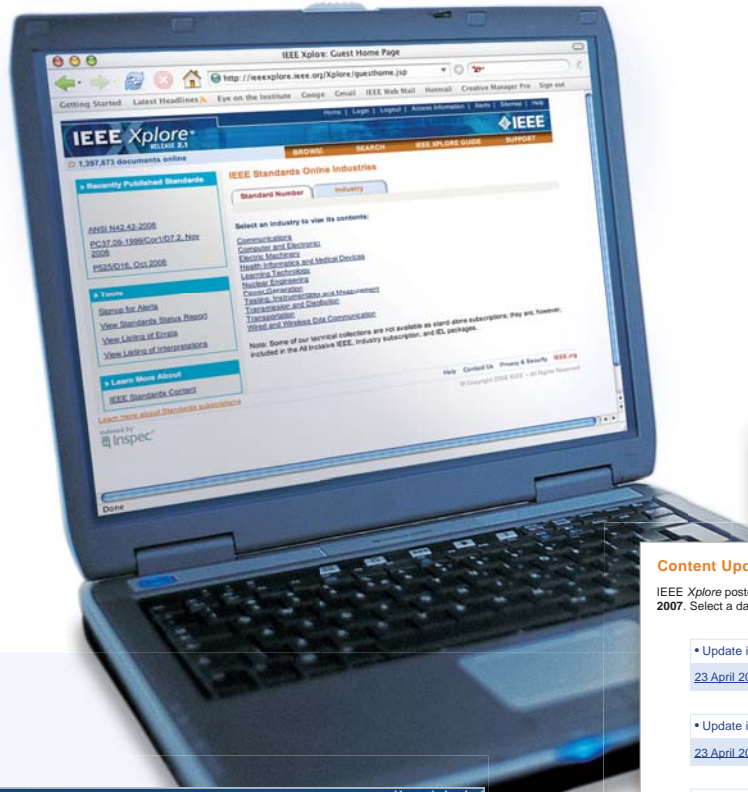 IEEE Xplore: Guest Home Page
http://ieeexplore.ieee.org/Xplore/guesthome.jsp
Getting Started Latest Headlines Eye on the Institute Google Gmail IEEE Web Mail Hotmail Creative Manager Pro Sign out
Home | Login | Logout | Access Information | Alerts | Sitemap | Help
IEEE Xplore®
RELEASE 2.1
IEEE
1,397,873 documents online
BROWSE SEARCH IEEE XPLORE GUIDE SUPPORT
» Recently Published Standards
ANSI N42.42-2006
PC37.09-1999/Cor1/D7.2, Nov
2006
P525/D16, Oct 2006
» Tools
Signup for Alerts
View Standards Status Report
View Listing of Errata
View Listing of Interpretations
» Learn More About
IEEE Standards Content
Learn more about Standards subscriptions
Indexed by
Inspec®
IEEE Standards Online Industries
Standard Number Industry
Select an industry to view its contents:
Communications
Computer and Electronic
Electric Machinery
Health Informatics and Medical Devices
Learning Technology
Nuclear Engineering
Power Generation
Testing, Instrumentation and Measurement
Transmission and Distribution
Transportation
Wired and Wireless Data Communication
Note: Some of our technical collections are not available as stand-alone subscriptions; they are, however,
included in the All Inclusive IEEE, Industry subscription, and IEL packages.
Help Contact Us Privacy & Security IEEE.org
© Copyright 2006 IEEE – All Rights Reserved
Done
Content Upd
IEEE Xplore poste
2007. Select a da
• Update i
23 April 20
• Update i
23 April 20